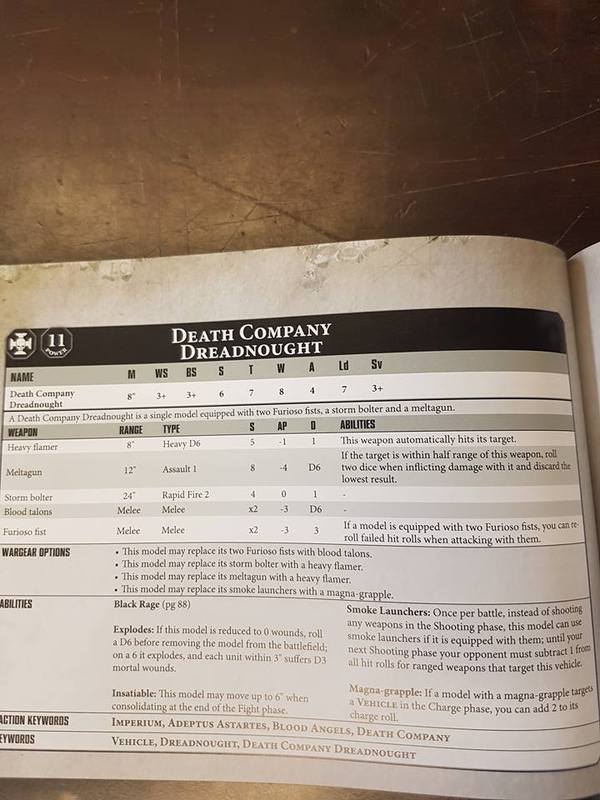 11
POWER
DEATH COMPANY
DREADNOUGHT
NAME M WS BS S T W A Ld Sv
Death Company
Dreadnought 8" 3+ 3+ 6 7 8 4 7 3+
A Death Company Dreadnought is a single model equipped with two Furioso fists, a storm bolter and a meltagun.
WEAPON RANGE TYPE S AP D ABILITIES
Heavy flamer 8" Heavy D6 5 -1 1 This weapon automatically hits its target.
Meltagun 12" Assault 1 8 -4 D6 If the target is within half range of this weapon, roll
two dice when inflicting damage with it and discard the
lowest result.
Storm bolter 24" Rapid Fire 2 4 0 1 -
Blood talons Melee Melee x2 -3 D6 -
Furioso fist Melee Melee x2 -3 3 If a model is equipped with two Furioso fists, you can re-
roll failed hit rolls when attacking with them.
WARGEAR OPTIONS
• This model may replace its two Furioso fists with blood talons.
• This model may replace its storm bolter with a heavy flamer.
• This model may replace its meltagun with a heavy flamer.
• This model may replace its smoke launchers with a magna-grapple.
ABILITIES
Black Rage (pg 88)
Explodes: If this model is reduced to 0 wounds, roll
a D6 before removing the model from the battlefield;
on a 6 it explodes, and each unit within 3" suffers D3
mortal wounds.
Insatiable: This model may move up to 6" when
consolidating at the end of the Fight phase.
Smoke Launchers: Once per battle, instead of shooting
any weapons in the Shooting phase, this model can use
smoke launchers if it is equipped with them; until your
next Shooting phase your opponent must subtract 1 from
all hit rolls for ranged weapons that target this vehicle.
Magna-grapple: If a model with a magna-grapple targets
a VEHICLE in the Charge phase, you can add 2 to its
charge roll.
ACTION KEYWORDS IMPERIUM, ADEPTUS ASTARTES, BLOOD ANGELS, DEATH COMPANY
EYWORDS VEHICLE, DREADNOUGHT, DEATH COMPANY DREADNOUGHT